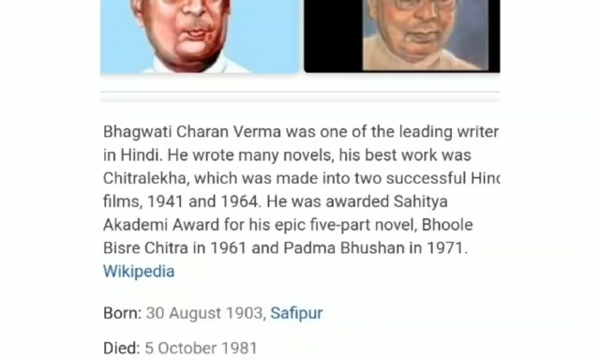 Bhagwati Charan Verma was one of the leading writer
in Hindi. He wrote many novels, his best work was
Chitralekha, which was made into two successful Hind
films, 1941 and 1964. He was awarded Sahitya
Akademi Award for his epic five-part novel, Bhoole
Bisre Chitra in 1961 and Padma Bhushan in 1971.
Wikipedia
Born: 30 August 1903, Safipur
Died: 5 October 1981